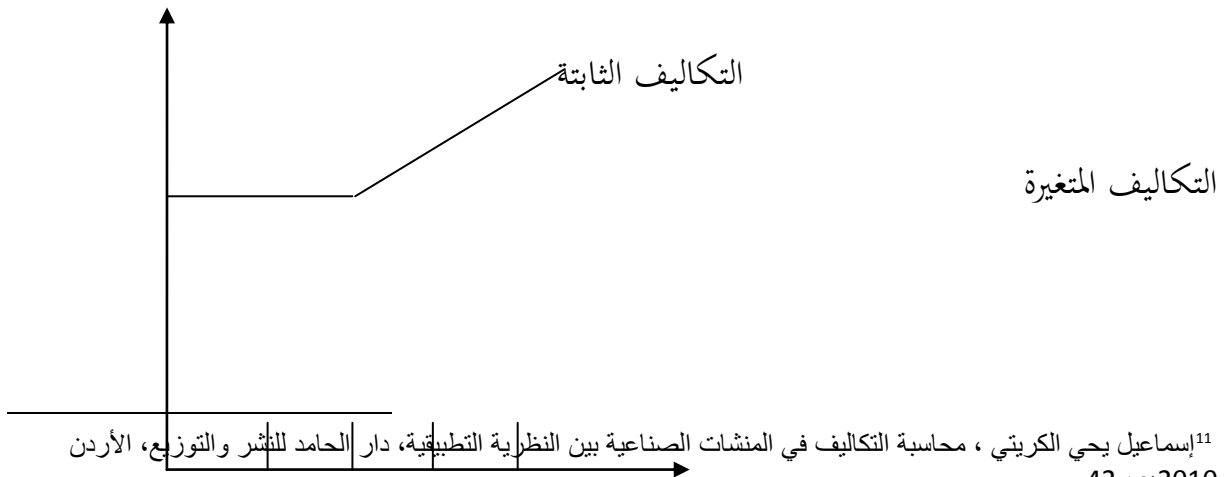 التكاليف الثابتة
التكاليف المتغيرة
11إسماعيل يحي الكريتي ، محاسبة التكاليف في المنشات الصناعية بين النظرية التطبيقية، دار الحامد للنشر والتوزيع، الأردن